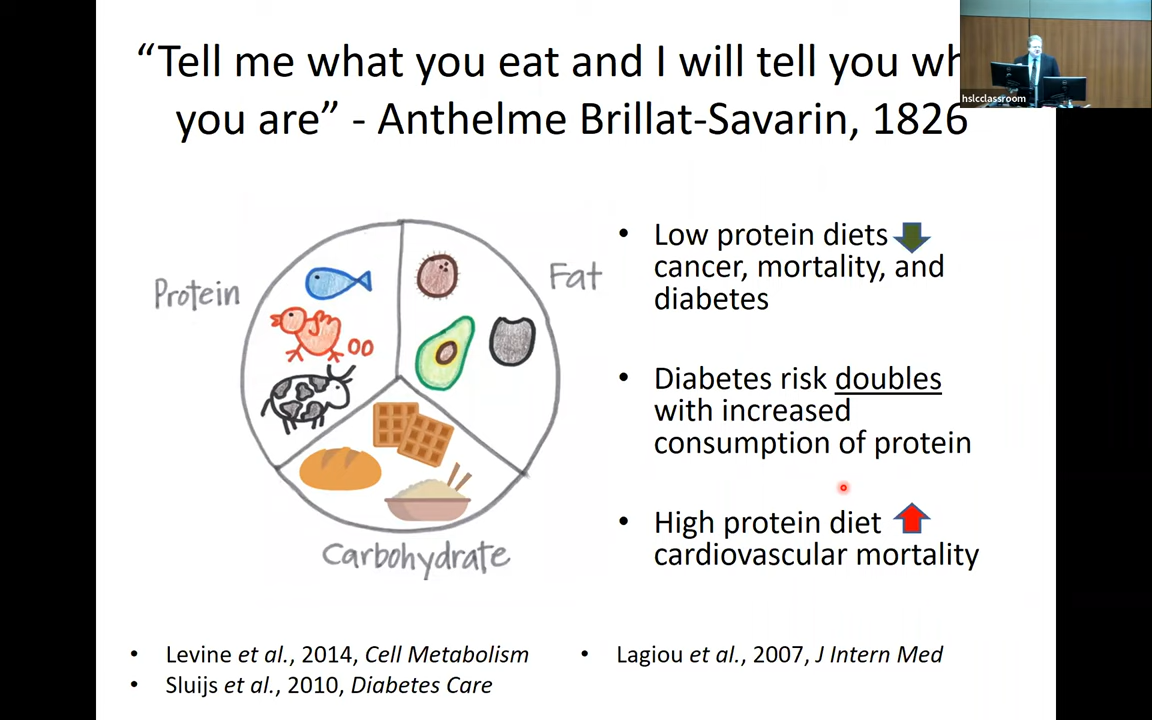 “Tell me what you eat and I will tell you
you are” - Anthelme Brillat-Savarin, 1826
hslcclassroom
Protein
Fat
Carbohydrate
• Low protein diets
cancer, mortality, and
diabetes
• Diabetes risk doubles
with increased
consumption of protein
• High protein diet
cardiovascular mortality
• Levine et al., 2014, Cell Metabolism
• Sluijs et al., 2010, Diabetes Care
• Lagiou et al., 2007, J Intern Med